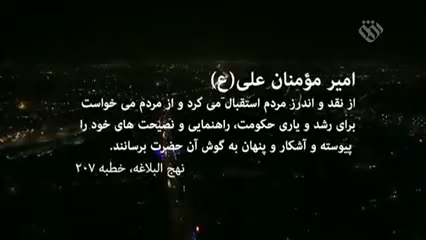 امیر مؤمنان علی(ع)
از نقد و اندرز مردم استقبال می کرد و از مردم می خواست
برای رشد و یاری حکومت، راهنمایی و نصیحت های خود را
پیوسته و آشکار و پنهان به گوش آن حضرت برسانند.
نهج البلاغه، خطبه ۲۰۷